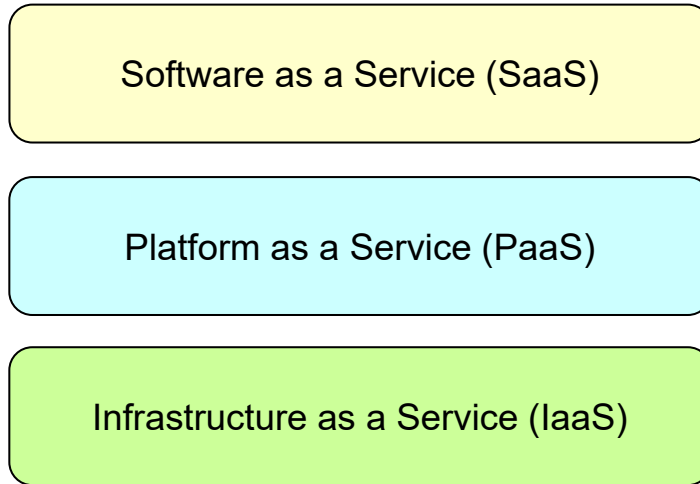 Software as a Service (SaaS)
Platform as a Service (PaaS)
Infrastructure as a Service (IaaS)